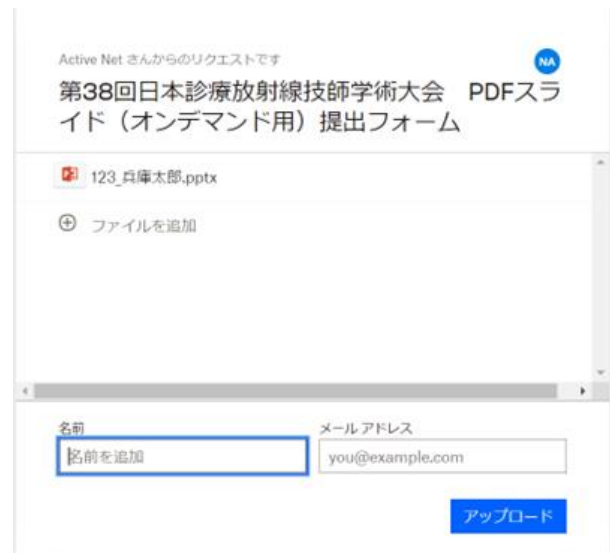 Active Net さんからのリクエストです
NA
第38回日本診療放射線技師学術大会　PDFスラ
イド（オンデマンド用）提出フォーム
123_兵庫太郎.pptx
ファイルを追加
名前
メール アドレス
名前を追加
you@example.com
アップロード